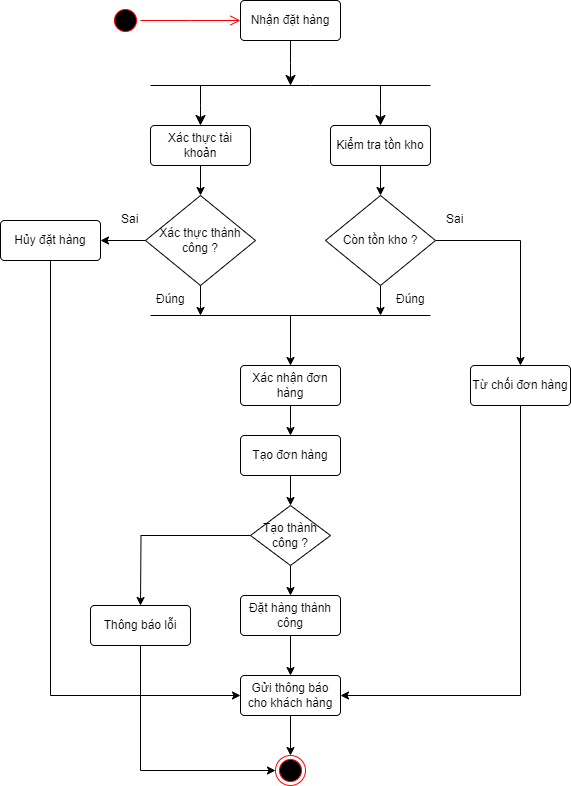 Nhận đặt hàng
Xác thực tải
khoản
Kiểm tra tồn kho
Sai
Sai
Hủy đặt hàng
Xác thực thành
công ?
Còn tồn kho ?
Đúng
Đúng
Xác nhận đơn
hàng
Từ chối đơn hàng
Tạo đơn hàng
Tạo thành
công ?
Đặt hàng thành
công
Thông báo lỗi
Gửi thông báo
cho khách hàng